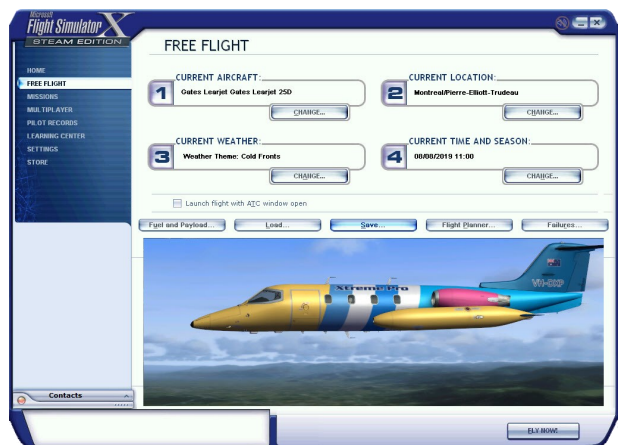 Microsoft
Flight Simulator X
STEAM EDITION
FREE FLIGHT
HOME
FREE FLIGHT
MISSIONS
MULTIPLAYER
PILOT RECORDS
LEARNING CENTER
SETTINGS
STORE
CURRENT AIRCRAFT:
1
Gates Learjet Gates Learjet 25D
CHANGE...
CURRENT LOCATION:
2
Montreal/Pierre-Elliott-Trudeau
CHANGE...
CURRENT WEATHER:
3
Weather Theme: Cold Fronts
CHANGE...
CURRENT TIME AND SEASON:
4
08/08/2019 11:00
CHANGE...
Launch flight with ATC window open
Fuel and Payload...
Load...
Save...
Flight Planner...
Failures...
Xtreme Pro
VH-EXP
Contacts
FLY NOW!